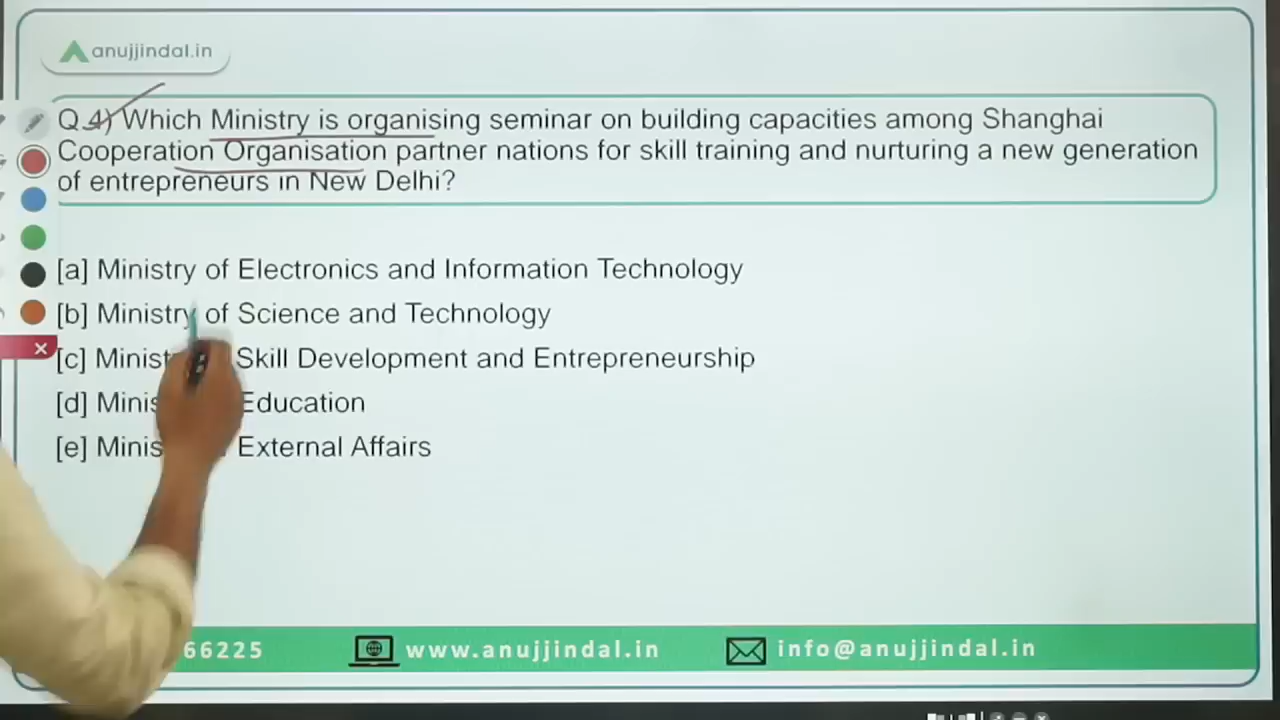 anujjindal.in
Q.4) Which Ministry is organising seminar on building capacities among Shanghai
Cooperation Organisation partner nations for skill training and nurturing a new generation
of entrepreneurs in New Delhi?
[a] Ministry of Electronics and Information Technology
[b] Ministry of Science and Technology
[c] Minist Skill Development and Entrepreneurship
[d] Minis Education
[e] Minis External Affairs
66225
www.anujjindal.in
info@anujjindal.in